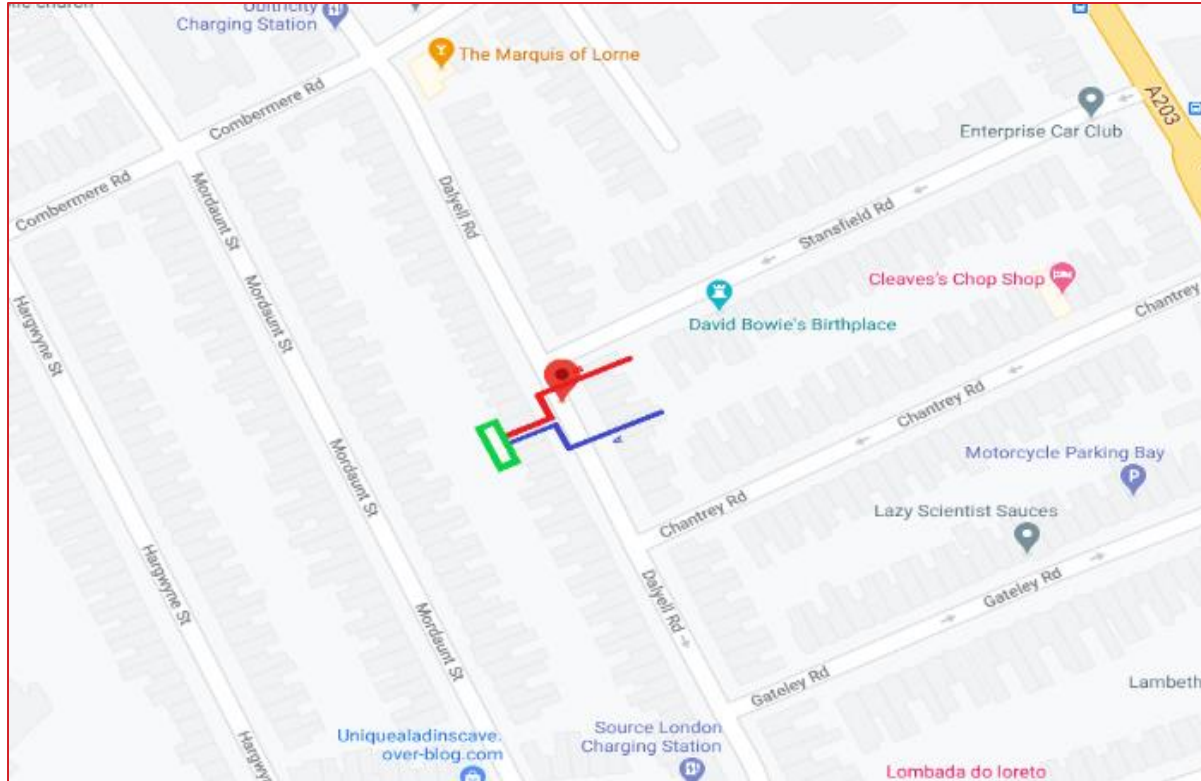 Charging Station
The Marquis of Lorne
Combermere Rd
A203
Enterprise Car Club
Combermere Rd
Mordaunt St
Dalyell Rd
Stansfield Rd
Cleaves's Chop Shop
Hargwyne St
Mordaunt St
David Bowie's Birthplace
Chantrey
Chantrey Rd
Mordaunt St
Motorcycle Parking Bay
P
Chantrey Rd
Lazy Scientist Sauces
Hargwyne St
Dalyell Rd
Gateley Rd
Mordaunt St
Gateley Rd
Lambeth
Uniquealadinscave.
over-blog.com
Source London
Charging Station
Hargwy
Lombada do loreto